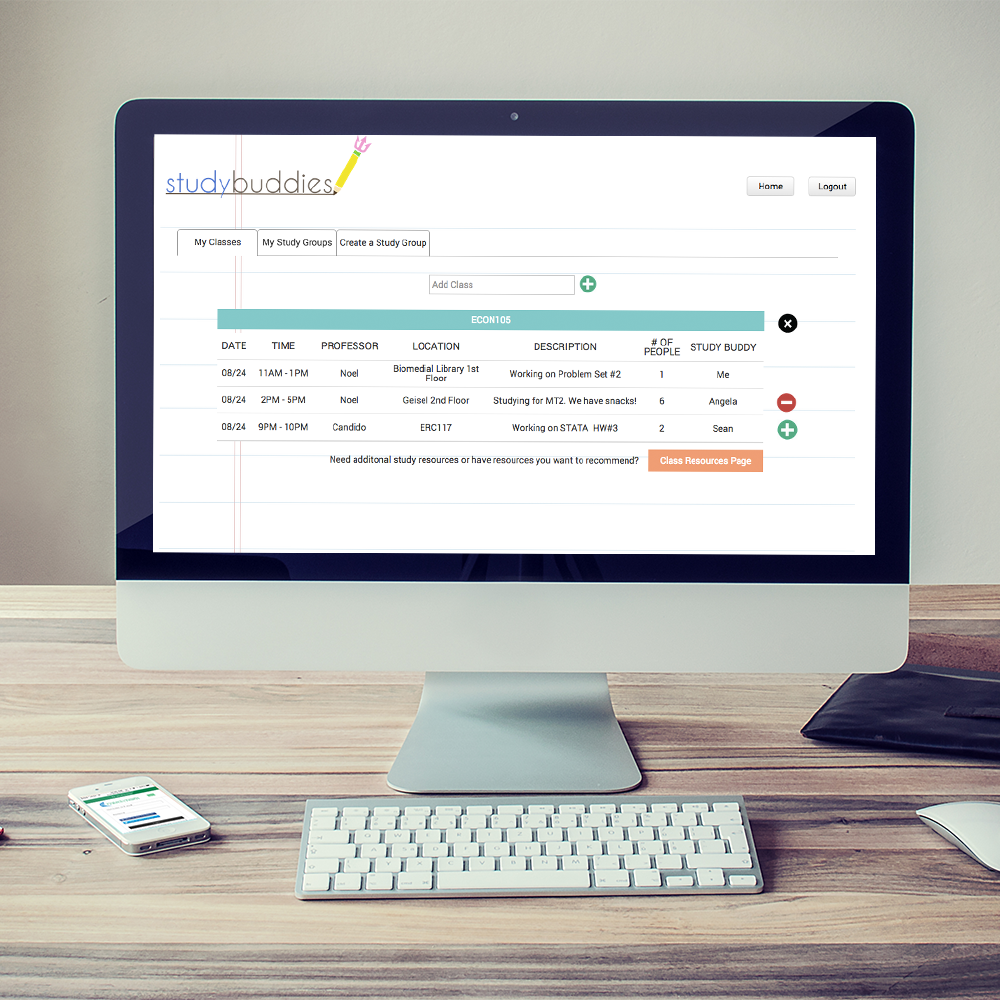 studybuddies
Home
Logout
My Classes
My Study Groups
Create a Study Group
Add Class
ECON105
DATE TIME PROFESSOR LOCATION DESCRIPTION # OF PEOPLE STUDY BUDDY
08/24 11AM - 1PM Noel Biomedial Library 1st Floor Working on Problem Set #2 1 Me
08/24 2PM - 5PM Noel Geisel 2nd Floor Studying for MT2. We have snacks! 6 Angela
08/24 9PM - 10PM Candido ERC117 Working on STATA HW#3 2 Sean
Need additonal study resources or have resources you want to recommend?
Class Resources Page